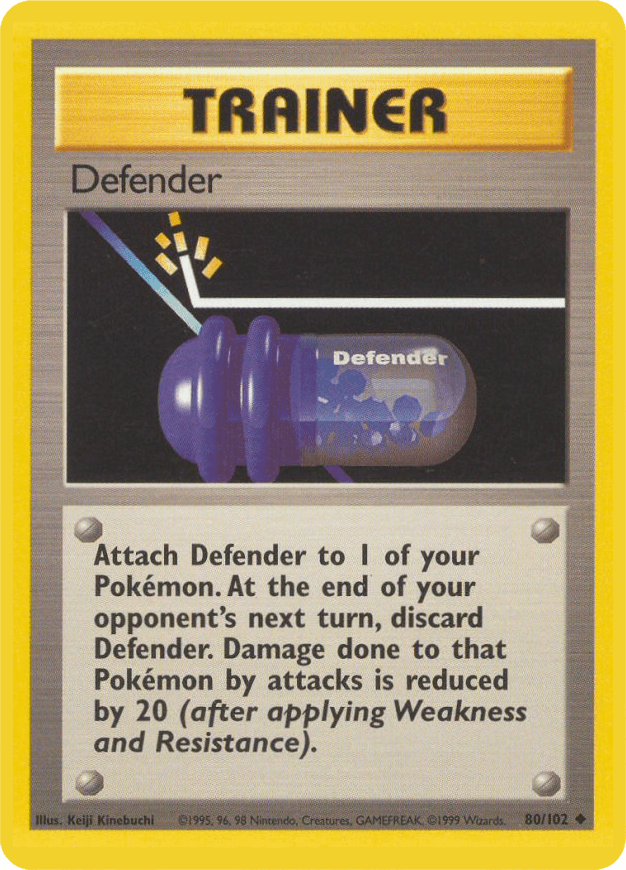 TRAINER
Defender
Defender
Attach Defender to 1 of your
Pokémon. At the end of your
opponent's next turn, discard
Defender. Damage done to that
Pokémon by attacks is reduced
by 20 (after applying Weakness
and Resistance).
Illus. Keiji Kinebuchi ©1995, 96, 98 Nintendo, Creatures, GAMEFREAK. ©1999 Wizards. 80/102 ◆